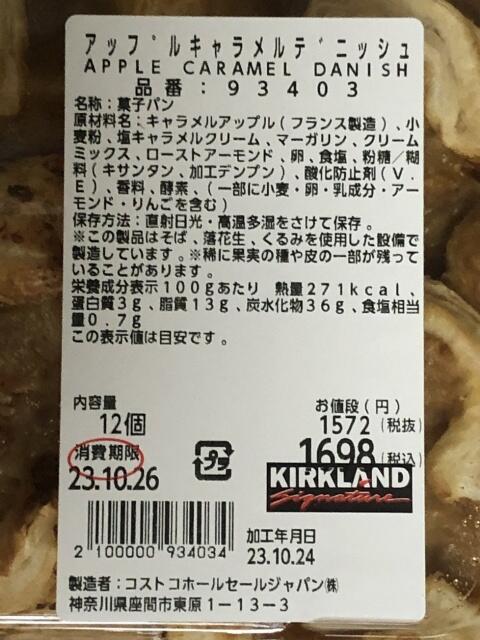 アップルキャラメルデニッシュ
APPLE CARAMEL DANISH
品番:93403
名称:菓子パン
原材料名:キャラメルアップル(フランス製造)、小
麦粉、塩キャラメルクリーム、マーガリン、クリーム
ミックス、ローストアーモンド、卵、食塩、粉糖/糊
料(キサンタン、加工デンプン)、酸化防止剤(V.
E)、香料、酵素、(一部に小麦・卵・乳成分・アー
モンド・りんごを含む)
保存方法:直射日光・高温多湿をさけて保存。
※この製品はそば、落花生、くるみを使用した設備で
製造しています。※稀に果実の種や皮の一部が残って
いることがあります。
栄養成分表示100gあたり 熱量271kcal、
蛋白質3g、脂質13g、炭水化物36g、食塩相当
量0.7g
この表示値は目安です。
内容量
12個
お値段(円)
1572(税抜)
1698(税込)
消費期限
23.10.26
プラ
KIRKLAND
Signature
2 100000 934034
加工年月日
23.10.24
製造者:コストコホールセールジャパン㈱
神奈川県座間市東原1-13-3